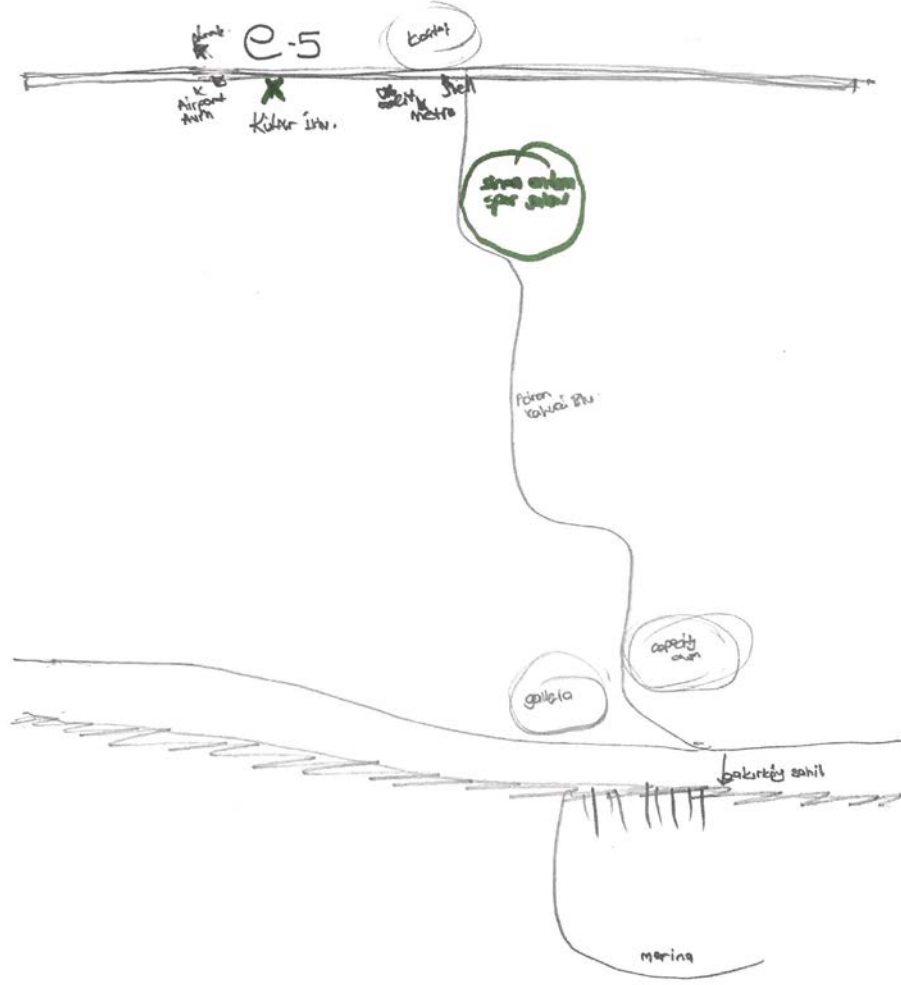 e-5
Airport
Avm
Kültür Ünv.
metro
Shell
sinan erdem
spor salonu
capacity
avm
galleria
bakırköy sahil
marina